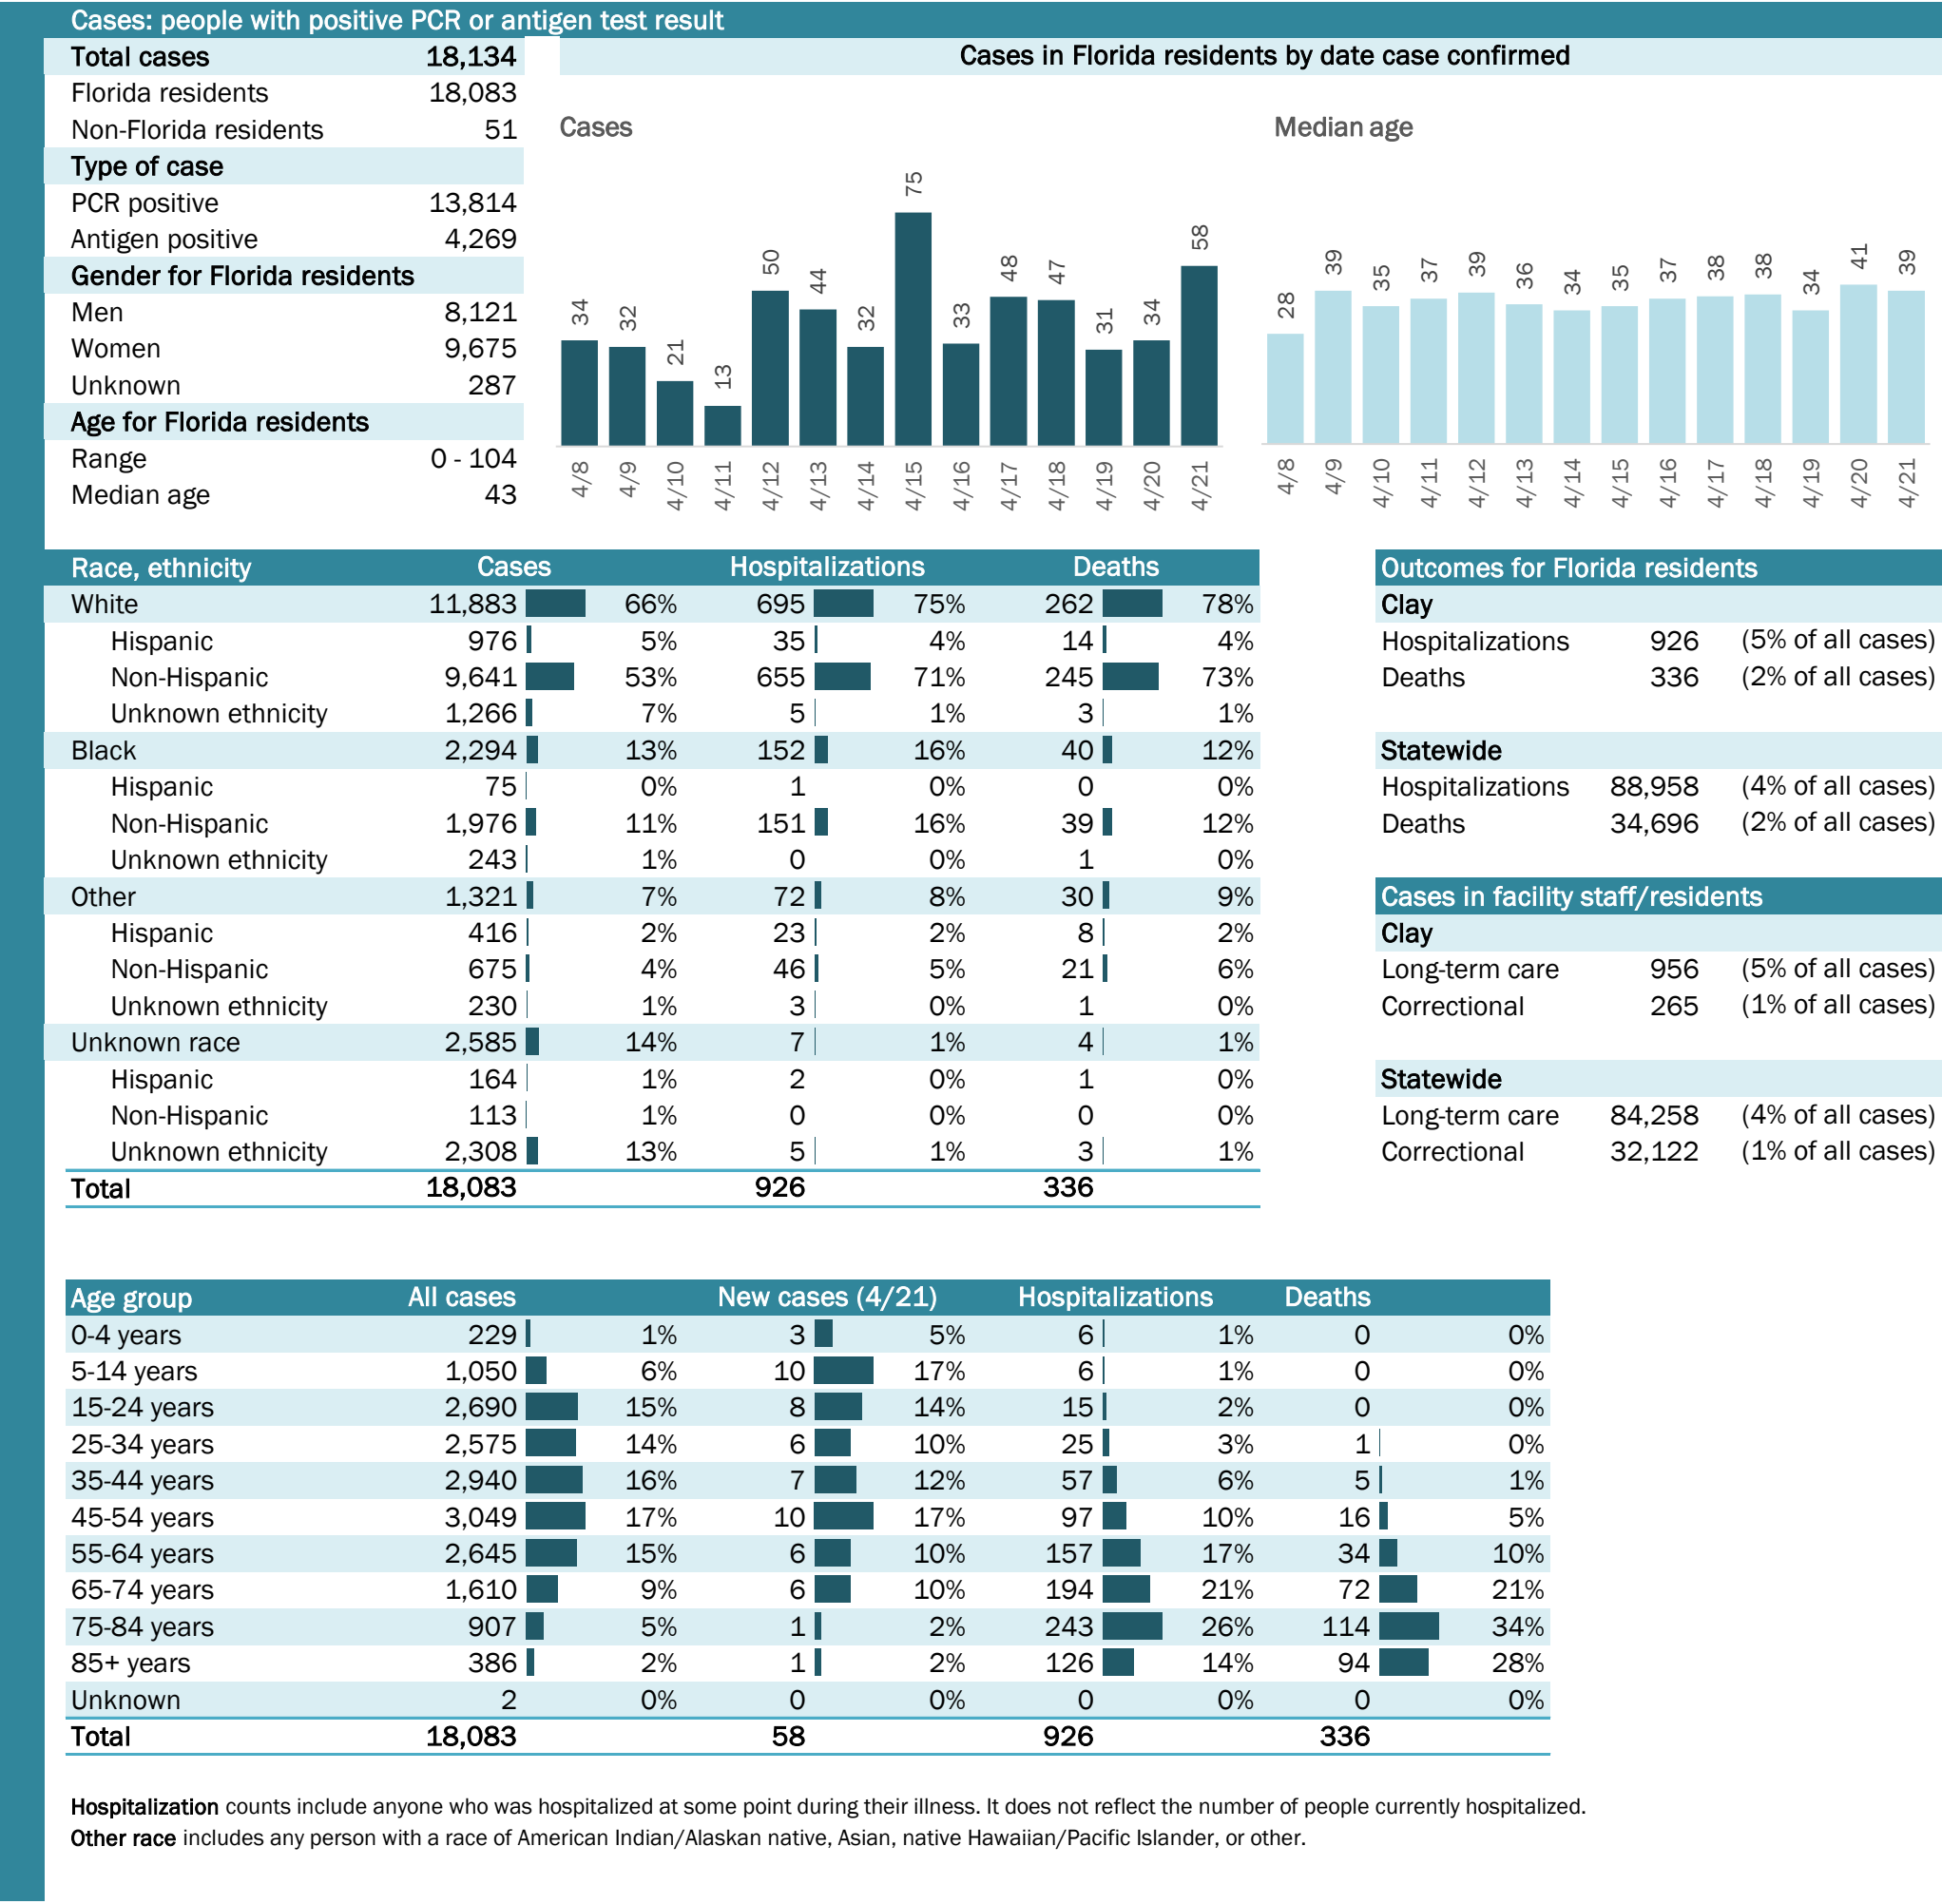 Cases: people with positive PCR or antigen test result
Total cases 18,134
Florida residents 18,083
Non-Florida residents 51
Type of case
PCR positive 13,814
Antigen positive 4,269
Gender for Florida residents
Men 8,121
Women 9,675
Unknown 287
Age for Florida residents
Range 0 - 104
Median age 43
Cases in Florida residents by date case confirmed
Cases
34 32 21 13 50 44 32 75 33 48 47 31 34 58
4/8 4/9 4/10 4/11 4/12 4/13 4/14 4/15 4/16 4/17 4/18 4/19 4/20 4/21
Median age
28 39 35 37 39 36 34 35 37 38 38 34 41 39
4/8 4/9 4/10 4/11 4/12 4/13 4/14 4/15 4/16 4/17 4/18 4/19 4/20 4/21
Race, ethnicity Cases Hospitalizations Deaths
White 11,883 66% 695 75% 262 78%
Hispanic 976 5% 35 4% 14 4%
Non-Hispanic 9,641 53% 655 71% 245 73%
Unknown ethnicity 1,266 7% 5 1% 3 1%
Black 2,294 13% 152 16% 40 12%
Hispanic 75 0% 1 0% 0 0%
Non-Hispanic 1,976 11% 151 16% 39 12%
Unknown ethnicity 243 1% 0 0% 1 0%
Other 1,321 7% 72 8% 30 9%
Hispanic 416 2% 23 2% 8 2%
Non-Hispanic 675 4% 46 5% 21 6%
Unknown ethnicity 230 1% 3 0% 1 0%
Unknown race 2,585 14% 7 1% 4 1%
Hispanic 164 1% 2 0% 1 0%
Non-Hispanic 113 1% 0 0% 0 0%
Unknown ethnicity 2,308 13% 5 1% 3 1%
Total 18,083 926 336
Outcomes for Florida residents
Clay
Hospitalizations 926 (5% of all cases)
Deaths 336 (2% of all cases)
Statewide
Hospitalizations 88,958 (4% of all cases)
Deaths 34,696 (2% of all cases)
Cases in facility staff/residents
Clay
Long-term care 956 (5% of all cases)
Correctional 265 (1% of all cases)
Statewide
Long-term care 84,258 (4% of all cases)
Correctional 32,122 (1% of all cases)
Age group All cases New cases (4/21) Hospitalizations Deaths
0-4 years 229 1% 3 5% 6 1% 0 0%
5-14 years 1,050 6% 10 17% 6 1% 0 0%
15-24 years 2,690 15% 8 14% 15 2% 0 0%
25-34 years 2,575 14% 6 10% 25 3% 1 0%
35-44 years 2,940 16% 7 12% 57 6% 5 1%
45-54 years 3,049 17% 10 17% 97 10% 16 5%
55-64 years 2,645 15% 6 10% 157 17% 34 10%
65-74 years 1,610 9% 6 10% 194 21% 72 21%
75-84 years 907 5% 1 2% 243 26% 114 34%
85+ years 386 2% 1 2% 126 14% 94 28%
Unknown 2 0% 0 0% 0 0% 0 0%
Total 18,083 58 926 336
Hospitalization counts include anyone who was hospitalized at some point during their illness. It does not reflect the number of people currently hospitalized.
Other race includes any person with a race of American Indian/Alaskan native, Asian, native Hawaiian/Pacific Islander, or other.